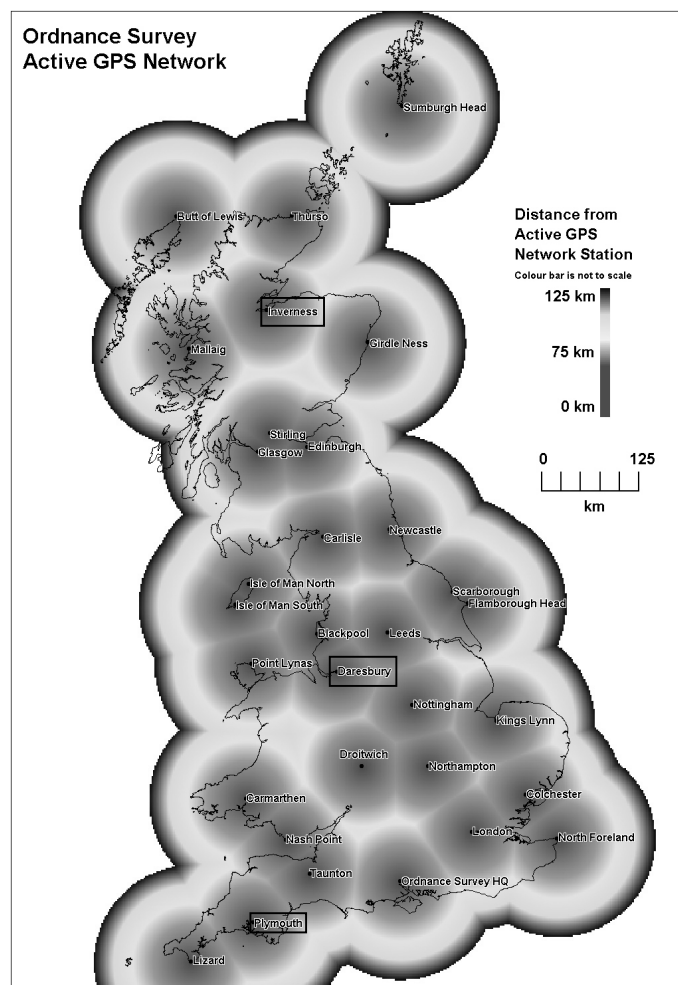 Ordnance Survey
Active GPS Network
Sumburgh Head
Butt of Lewis
Thurso
Distance from
Active GPS
Network Station
Colour bar is not to scale
125 km
75 km
0 km
Inverness
Girdle Ness
Mallaig
Stirling
Edinburgh
Glasgow
0
125
km
Newcastle
Carlisle
Isle of Man North
Scarborough
Isle of Man South
Flamborough Head
Blackpool
Leeds
Point Lynas
Daresbury
Nottingham
Kings Lynn
Droitwich
Northampton
Carmarthen
Colchester
Nash Point
London
North Foreland
Taunton
Ordnance Survey HQ
Plymouth
Lizard